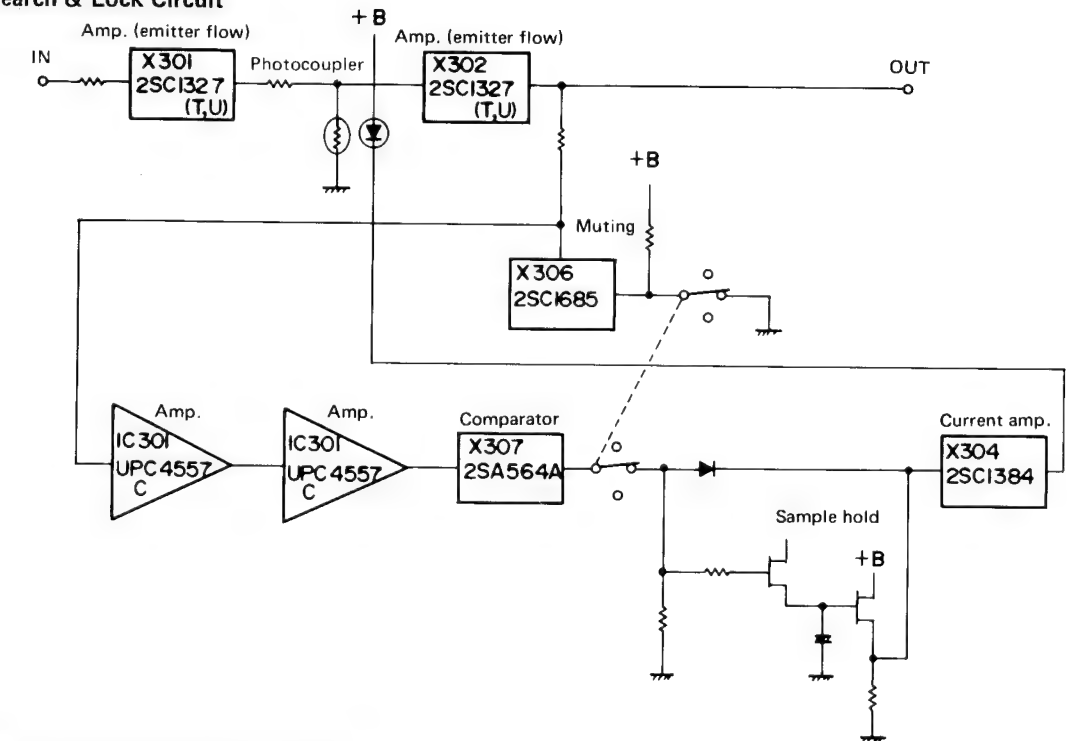 earch & Lock Circuit
+B
Amp. (emitter flow)
Amp. (emitter flow)
IN
X301
2SC1327
(T,U)
Photocoupler
X302
2SC1327
(T,U)
OUT
+B
Muting
X306
2SC1685
Amp.
IC301
UPC4557
C
Amp.
IC301
UPC4557
C
Comparator
X307
2SA564A
Current amp.
X304
2SC1384
Sample hold
+B